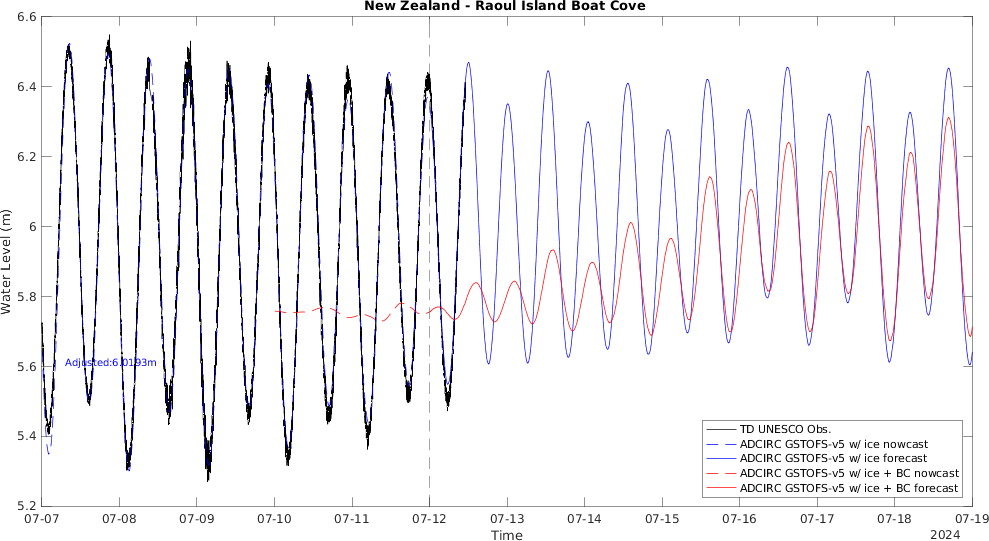 New Zealand - Raoul Island Boat Cove
6.6
6.4
6.2
6
5.8
5.6
5.4
5.2
Water Level (m)
Adjusted:6.0193m
TD UNESCO Obs.
ADCIRC GSTOFS-v5 w/ ice nowcast
ADCIRC GSTOFS-v5 w/ ice forecast
ADCIRC GSTOFS-v5 w/ ice + BC nowcast
ADCIRC GSTOFS-v5 w/ ice + BC forecast
07-07 07-08 07-09 07-10 07-11 07-12 07-13 07-14 07-15 07-16 07-17 07-18 07-19
Time
2024